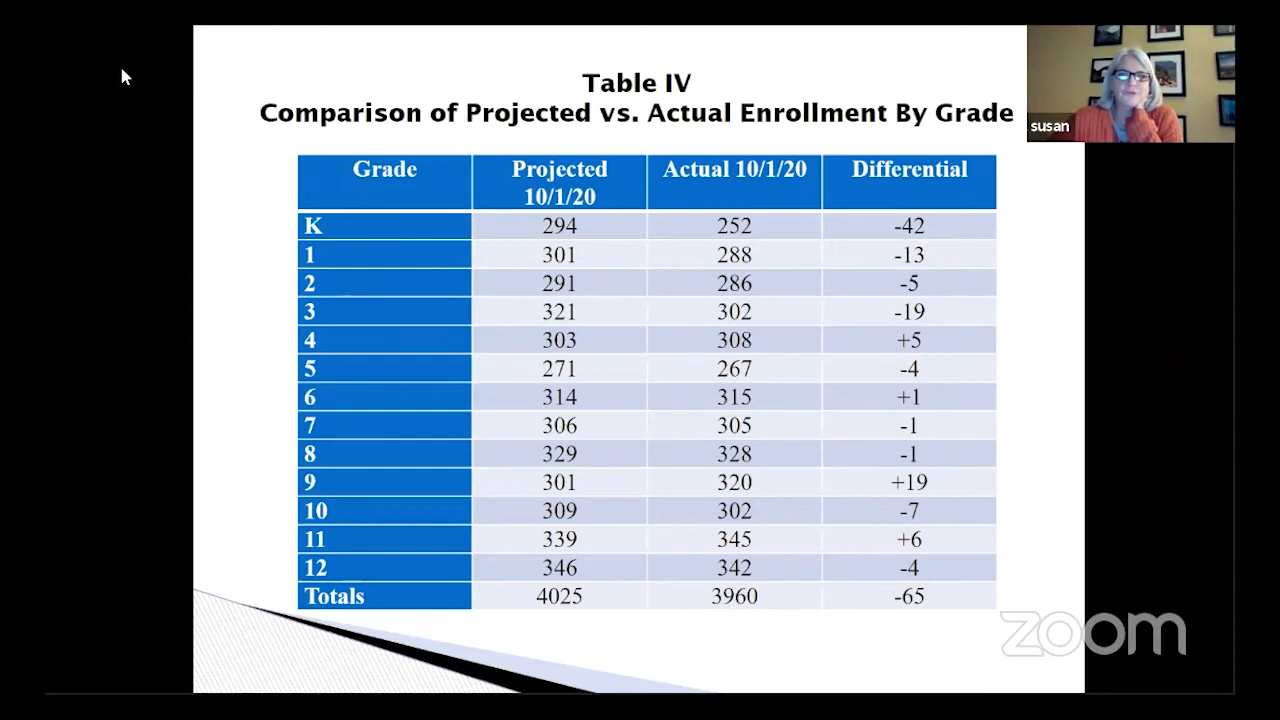 Table IV
Comparison of Projected vs. Actual Enrollment By Grade
susan
Grade Projected 10/1/20 Actual 10/1/20 Differential
K 294 252 -42
1 301 288 -13
2 291 286 -5
3 321 302 -19
4 303 308 +5
5 271 267 -4
6 314 315 +1
7 306 305 -1
8 329 328 -1
9 301 320 +19
10 309 302 -7
11 339 345 +6
12 346 342 -4
Totals 4025 3960 -65
zoom